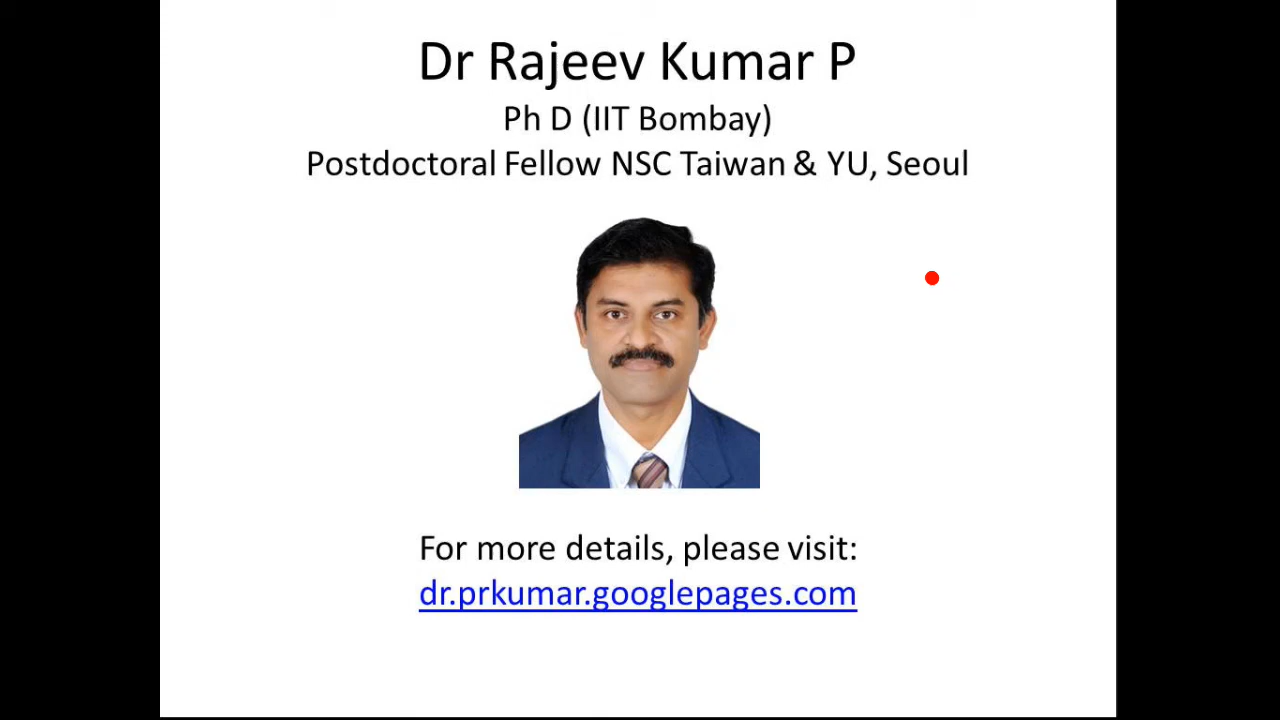 Dr Rajeev Kumar P
Ph D (IIT Bombay)
Postdoctoral Fellow NSC Taiwan & YU, Seoul
For more details, please visit:
dr.prkumar.googlepages.com